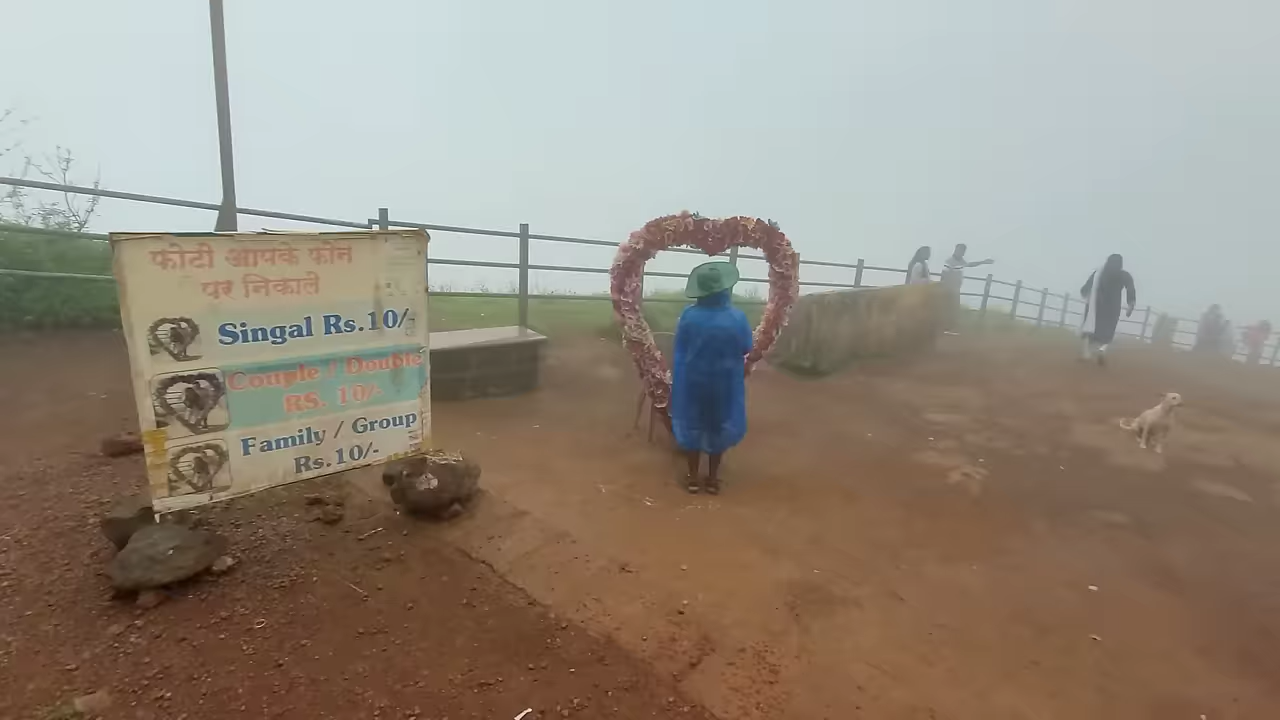 फोटो आपके फोन
पर निकाले
Singal Rs.10/-
Couple / Double
RS. 10/-
Family / Group
Rs.10/-